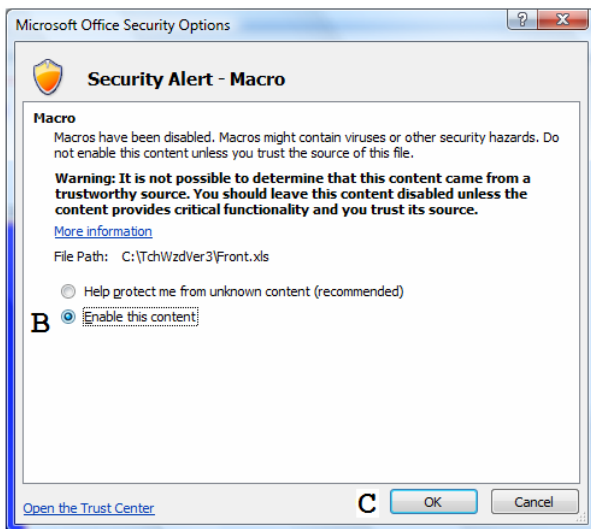 Microsoft Office Security Options
?
X
Security Alert - Macro
Macro
Macros have been disabled. Macros might contain viruses or other security hazards. Do
not enable this content unless you trust the source of this file.
Warning: It is not possible to determine that this content came from a
trustworthy source. You should leave this content disabled unless the
content provides critical functionality and you trust its source.
More information
File Path: C:\TchWzdVer3\Front.xls
Help protect me from unknown content (recommended)
B Enable this content
Open the Trust Center C OK Cancel